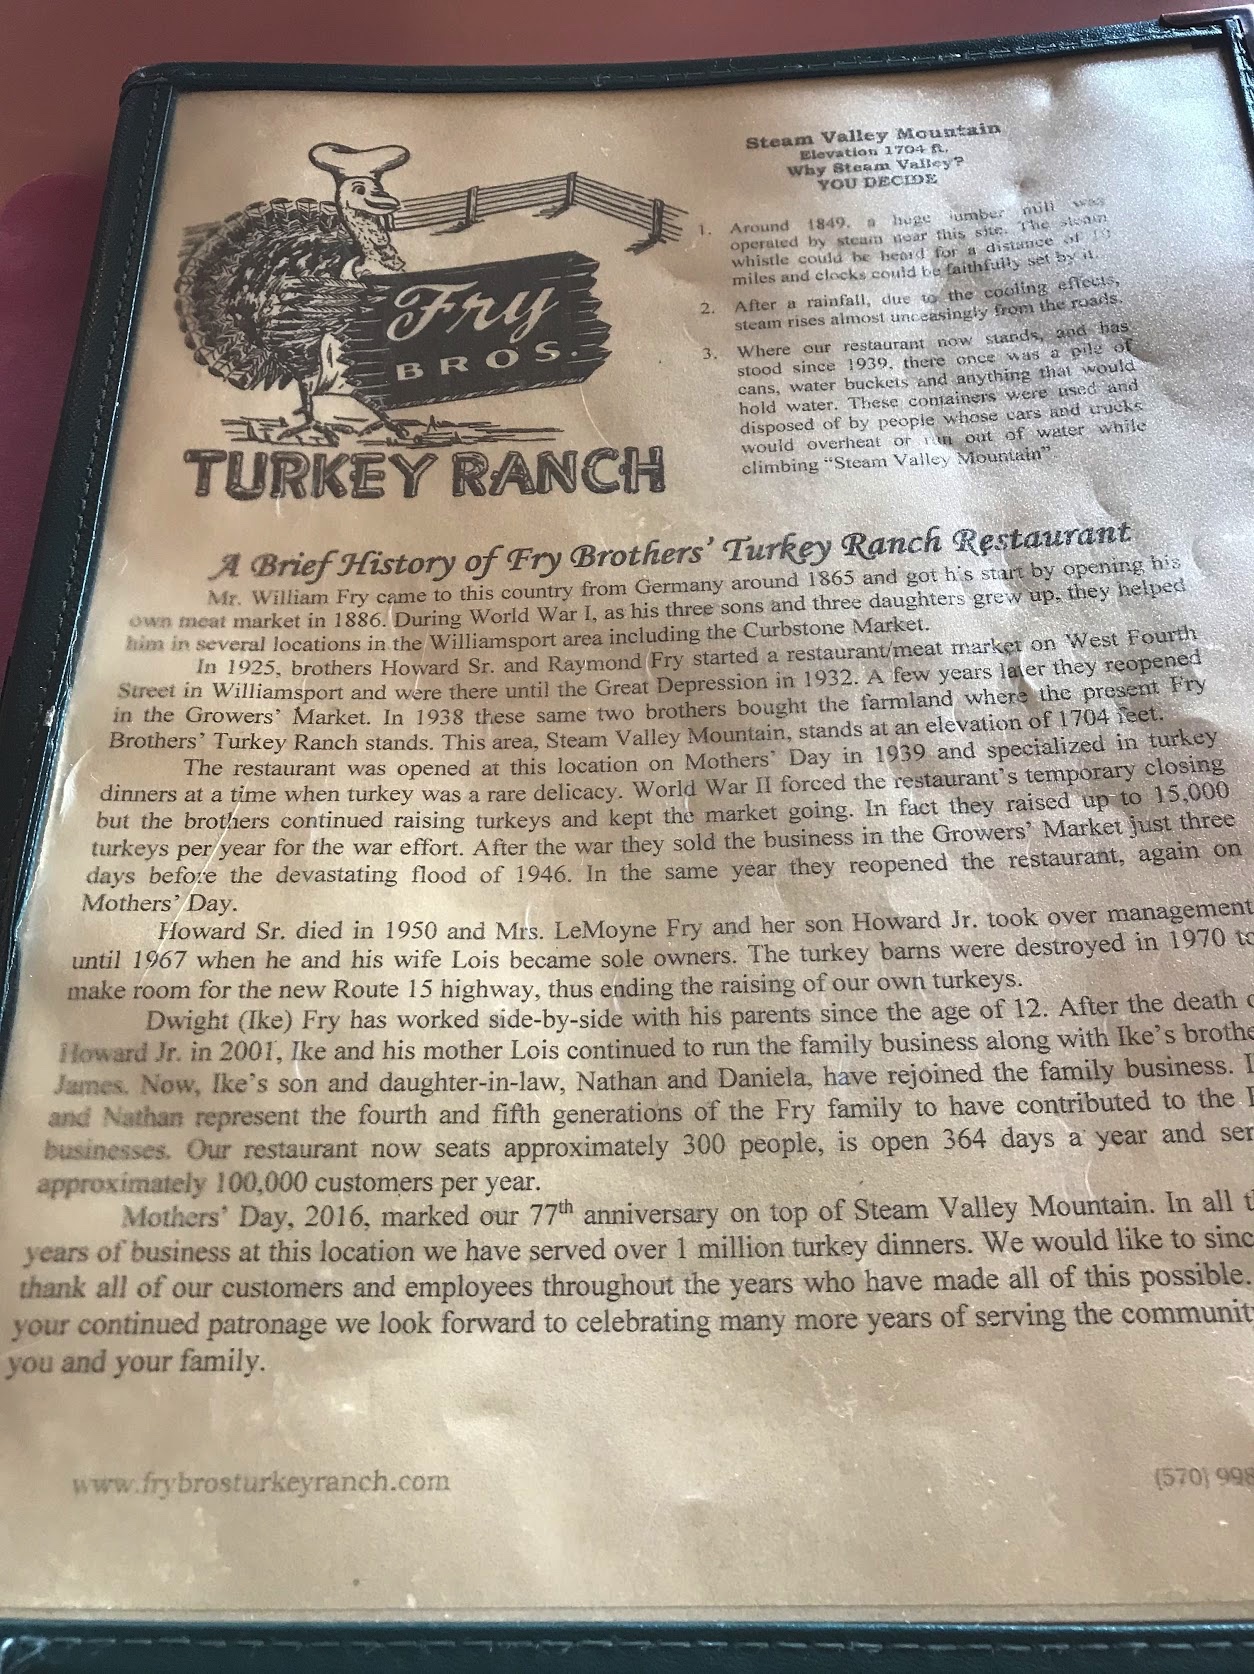 Fry
BROS.
TURKEY RANCH
Steam Valley Mountain
Elevation 1704 ft.
Why Steam Valley?
YOU DECIDE
1. Around 1849, a huge lumber mill was
operated by steam near this site. The steam
whistle could be heard for a distance of
miles and clocks could be faithfully set by it.
2. After a rainfall, due to the cooling effects,
steam rises almost unceasingly from the roads.
3. Where our restaurant now stands, and has
stood since 1939, there once was a pile of
cans, water buckets and anything that would
hold water. These containers were used and
disposed of by people whose cars and trucks
would overheat or run out of water while
climbing "Steam Valley Mountain"
A Brief History of Fry Brothers' Turkey Ranch Restaurant
Mr. William Fry came to this country from Germany around 1865 and got his start by opening his
own meat market in 1886. During World War I, as his three sons and three daughters grew up, they helped
him in several locations in the Williamsport area including the Curbstone Market.
In 1925, brothers Howard Sr. and Raymond Fry started a restaurant/meat market on West Fourth
Street in Williamsport and were there until the Great Depression in 1932. A few years later they reopened
in the Growers' Market. In 1938 these same two brothers bought the farmland where the present Fry
Brothers' Turkey Ranch stands. This area, Steam Valley Mountain, stands at an elevation of 1704 feet.
The restaurant was opened at this location on Mothers' Day in 1939 and specialized in turkey
dinners at a time when turkey was a rare delicacy. World War II forced the restaurant's temporary closing
but the brothers continued raising turkeys and kept the market going. In fact they raised up to 15,000
turkeys per year for the war effort. After the war they sold the business in the Growers' Market just three
days before the devastating flood of 1946. In the same year they reopened the restaurant, again on
Mothers' Day.
Howard Sr. died in 1950 and Mrs. LeMoyne Fry and her son Howard Jr. took over management
until 1967 when he and his wife Lois became sole owners. The turkey barns were destroyed in 1970 to
make room for the new Route 15 highway, thus ending the raising of our own turkeys.
Dwight (Ike) Fry has worked side-by-side with his parents since the age of 12. After the death
Howard Jr. in 2001, Ike and his mother Lois continued to run the family business along with Ike's brothe
James. Now, Ike's son and daughter-in-law, Nathan and Daniela, have rejoined the family business.
and Nathan represent the fourth and fifth generations of the Fry family to have contributed to the
businesses. Our restaurant now seats approximately 300 people, is open 364 days a year and ser
approximately 100,000 customers per year.
Mothers' Day, 2016, marked our 77th anniversary on top of Steam Valley Mountain. In all
years of business at this location we have served over 1 million turkey dinners. We would like to sinc
thank all of our customers and employees throughout the years who have made all of this possible.
your continued patronage we look forward to celebrating many more years of serving the communit
you and your family.
www.frybrosturkeyranch.com
(570) 998